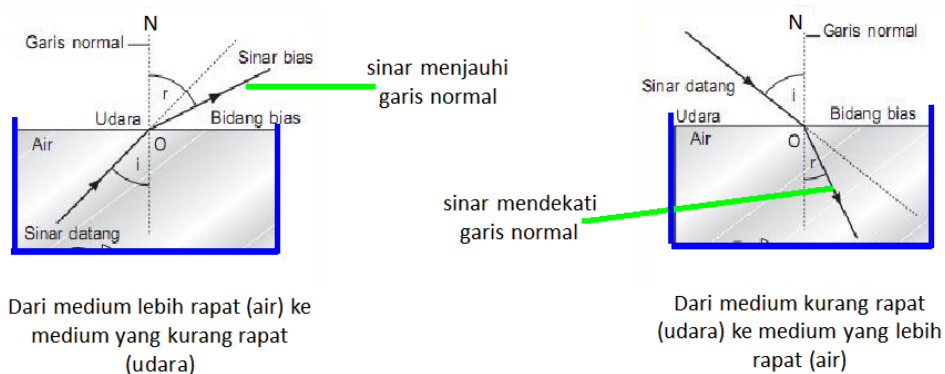 N
Garis normal
Sinar bias
r
Udara
Bidang bias
Air
O
i
Sinar datang
sinar menjauhi
garis normal
Dari medium lebih rapat (air) ke
medium yang kurang rapat
(udara)
N
Garis normal
Sinar datang
i
Udara
Bidang bias
Air
O
r
sinar mendekati
garis normal
Dari medium kurang rapat
(udara) ke medium yang lebih
rapat (air)